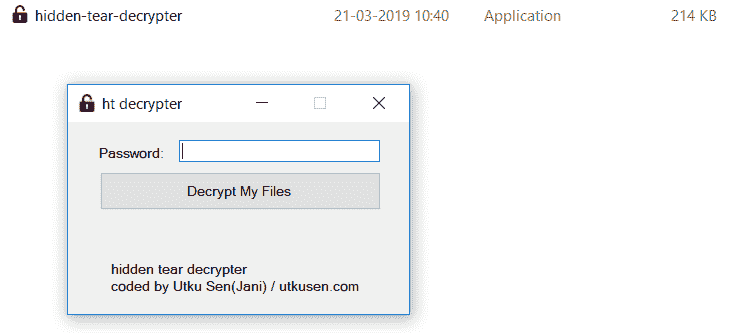 hidden-tear-decrypter 21-03-2019 10:40 Application 214 KB
ht decrypter
Password:
Decrypt My Files
hidden tear decrypter
coded by Utku Sen(Jani) / utkusen.com